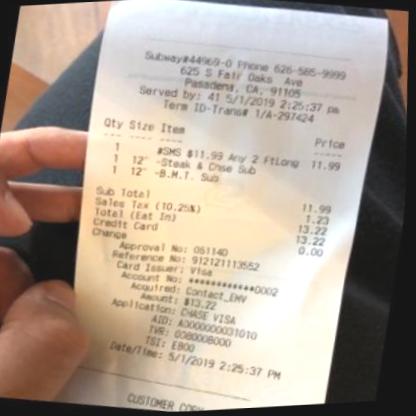 Subway#44969-0 Phone 626-585-9999
625 S Fair Oaks Ave
Pasadena, CA, 91105
Served by: 41 5/1/2019 2:25:37 pm
Term ID-Trans# 1/A-297424
Qty Size Item Price
--- ---- ---- -----
1 #SMS $11.99 Any 2 FtLong 11.99
1 12" -Steak & Chse Sub
1 12" -B.M.T. Sub
Sub Total 11.99
Sales Tax (10.25%) 1.23
Total (Eat In) 13.22
Credit Card 13.22
Change 0.00
Approval No: 051140
Reference No: 912121113552
Card Issuer: Visa
Account No: ************0002
Acquired: Contact_EMV
Amount: $13.22
Application: CHASE VISA
AID: A0000000031010
TVR: 0080008000
TSI: E800
Date/Time: 5/1/2019 2:25:37 PM
CUSTOMER COPY